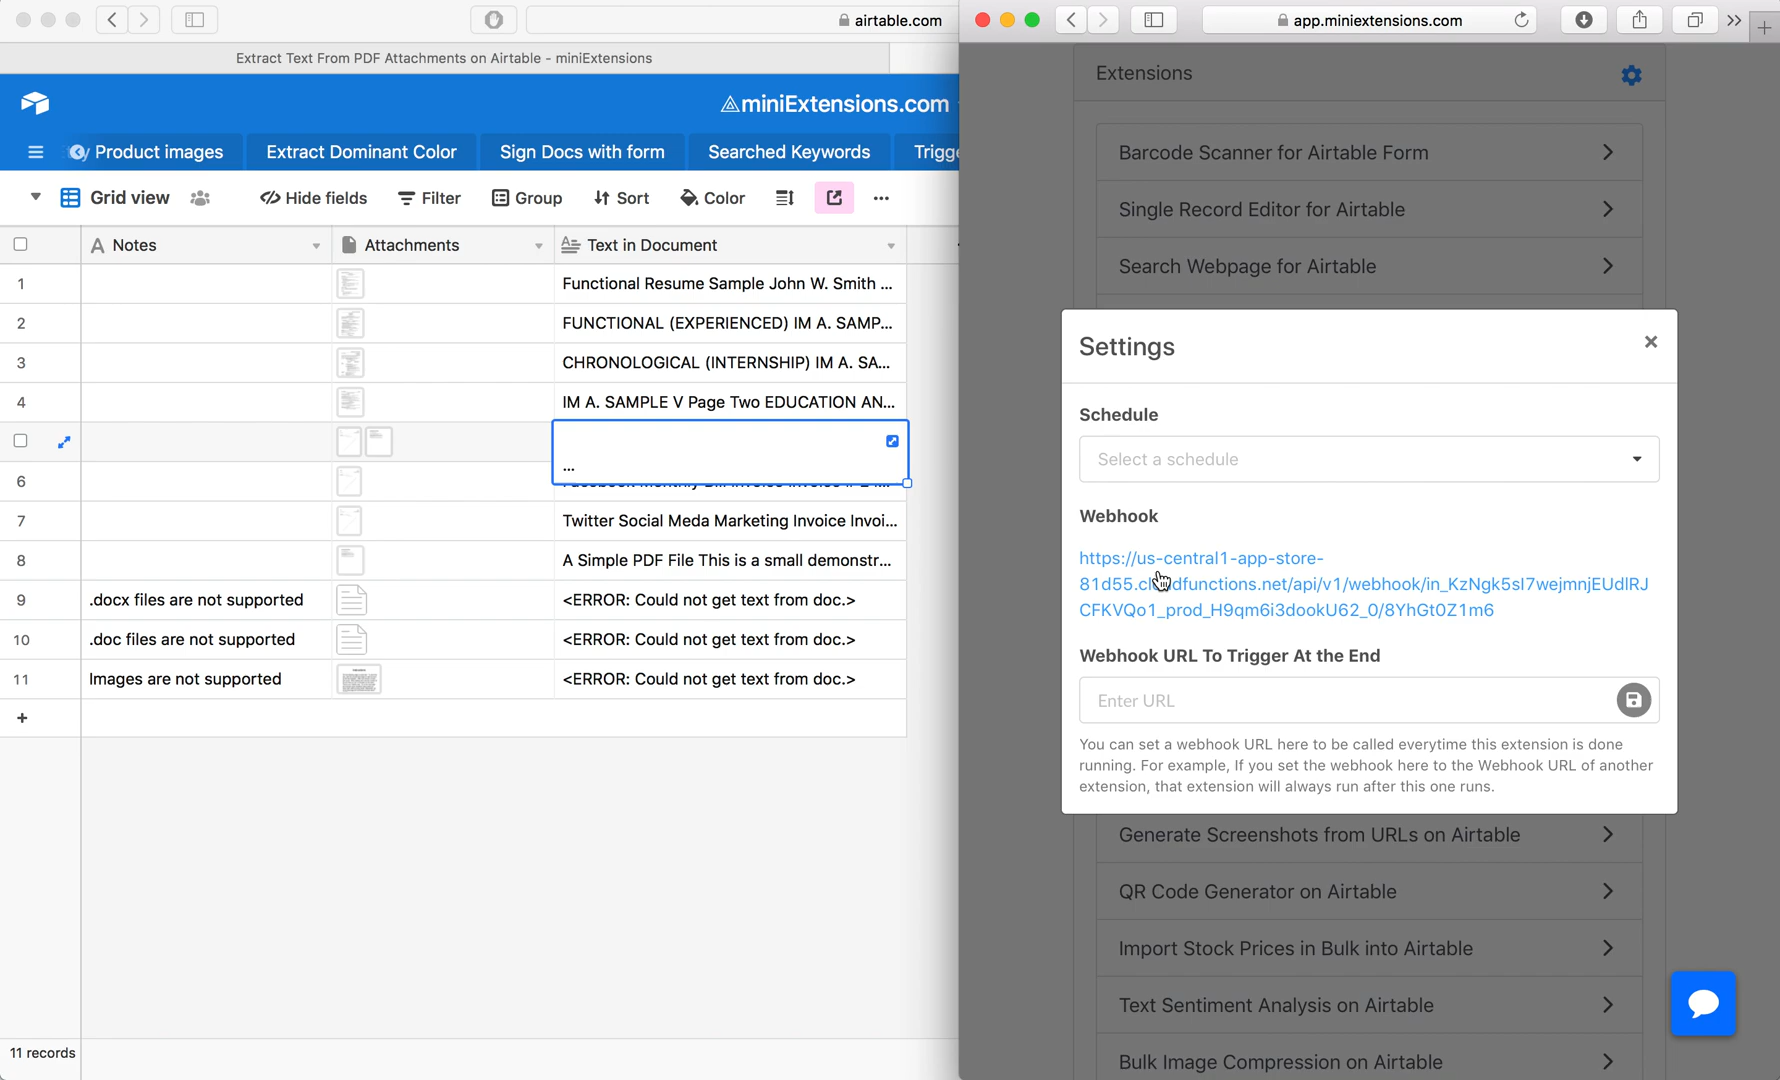 airtable.com
app.miniextensions.com
Extract Text From PDF Attachments on Airtable - miniExtensions
miniExtensions.com
Product images
Extract Dominant Color
Sign Docs with form
Searched Keywords
Grid view
Hide fields
Filter
Group
Sort
Color
...
Notes
Attachments
Text in Document
1
Functional Resume Sample John W. Smith ...
2
FUNCTIONAL (EXPERIENCED) IM A. SAMP...
3
CHRONOLOGICAL (INTERNSHIP) IM A. SA...
4
IM A. SAMPLE V Page Two EDUCATION AN...
...
6
7
Twitter Social Meda Marketing Invoice Invoi...
8
A Simple PDF File This is a small demonstr...
9
.docx files are not supported
<ERROR: Could not get text from doc.>
10
.doc files are not supported
<ERROR: Could not get text from doc.>
11
Images are not supported
<ERROR: Could not get text from doc.>
+
11 records
Extensions
Barcode Scanner for Airtable Form
Single Record Editor for Airtable
Search Webpage for Airtable
Settings
Schedule
Select a schedule
Webhook
https://us-central1-app-store-
81d55.cloudfunctions.net/api/v1/webhook/in_KzNgk5sI7wejmnjEUdlRJ
CFKVQo1_prod_H9qm6i3dookU62_0/8YhGt0Z1m6
Webhook URL To Trigger At the End
Enter URL
You can set a webhook URL here to be called everytime this extension is done
running. For example, If you set the webhook here to the Webhook URL of another
extension, that extension will always run after this one runs.
Generate Screenshots from URLs on Airtable
QR Code Generator on Airtable
Import Stock Prices in Bulk into Airtable
Text Sentiment Analysis on Airtable
Bulk Image Compression on Airtable